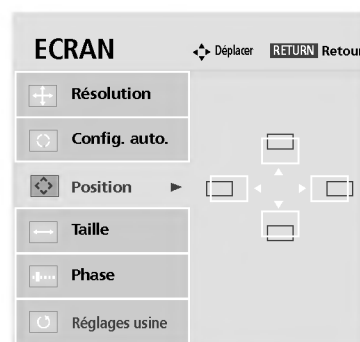 ECRAN
Déplacer RETURN Retour
Résolution
Config. auto.
Position
Taille
Phase
Réglages usine